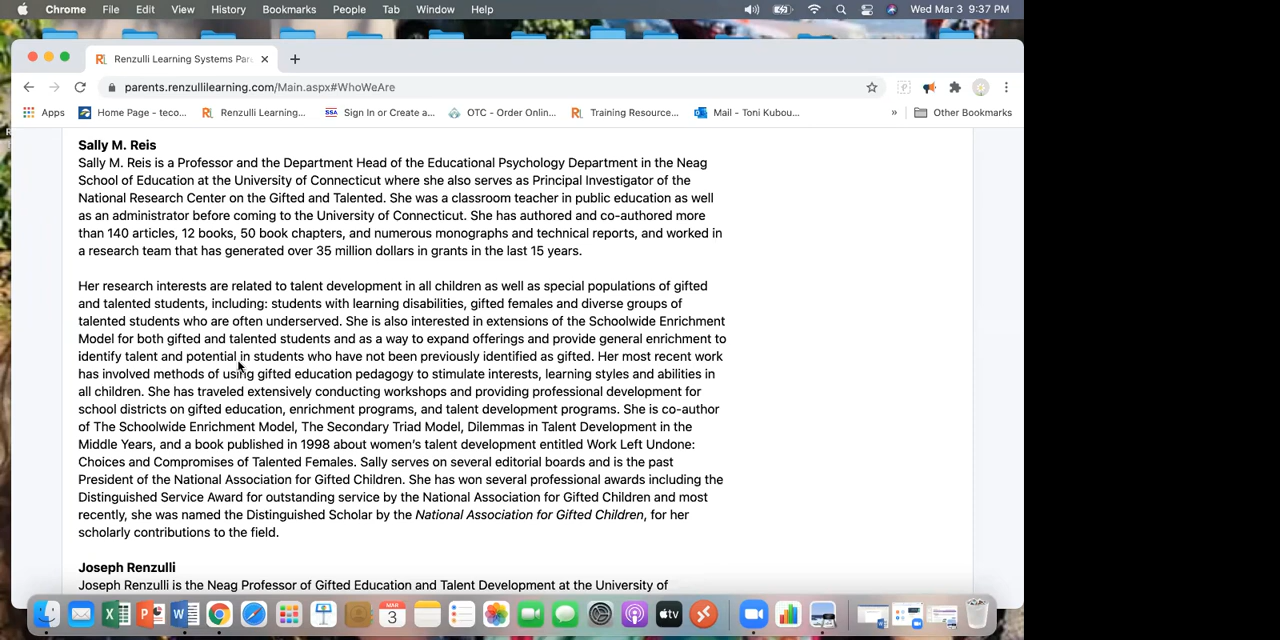 Chrome File Edit View History Bookmarks People Tab Window Help Wed Mar 3 9:37 PM
Renzulli Learning Systems Par
parents.renzullilearning.com/Main.aspx#WhoWeAre
Apps Home Page - teco... Renzulli Learning... Sign In or Create a... OTC - Order Onlin... Training Resource... Mail - Toni Kubou... » Other Bookmarks
Sally M. Reis
Sally M. Reis is a Professor and the Department Head of the Educational Psychology Department in the Neag
School of Education at the University of Connecticut where she also serves as Principal Investigator of the
National Research Center on the Gifted and Talented. She was a classroom teacher in public education as well
as an administrator before coming to the University of Connecticut. She has authored and co-authored more
than 140 articles, 12 books, 50 book chapters, and numerous monographs and technical reports, and worked in
a research team that has generated over 35 million dollars in grants in the last 15 years.
Her research interests are related to talent development in all children as well as special populations of gifted
and talented students, including: students with learning disabilities, gifted females and diverse groups of
talented students who are often underserved. She is also interested in extensions of the Schoolwide Enrichment
Model for both gifted and talented students and as a way to expand offerings and provide general enrichment to
identify talent and potential in students who have not been previously identified as gifted. Her most recent work
has involved methods of using gifted education pedagogy to stimulate interests, learning styles and abilities in
all children. She has traveled extensively conducting workshops and providing professional development for
school districts on gifted education, enrichment programs, and talent development programs. She is co-author
of The Schoolwide Enrichment Model, The Secondary Triad Model, Dilemmas in Talent Development in the
Middle Years, and a book published in 1998 about women's talent development entitled Work Left Undone:
Choices and Compromises of Talented Females. Sally serves on several editorial boards and is the past
President of the National Association for Gifted Children. She has won several professional awards including the
Distinguished Service Award for outstanding service by the National Association for Gifted Children and most
recently, she was named the Distinguished Scholar by the National Association for Gifted Children, for her
scholarly contributions to the field.
Joseph Renzulli
Joseph Renzulli is the Neag Professor of Gifted Education and Talent Development at the University of
MAR
3
tv